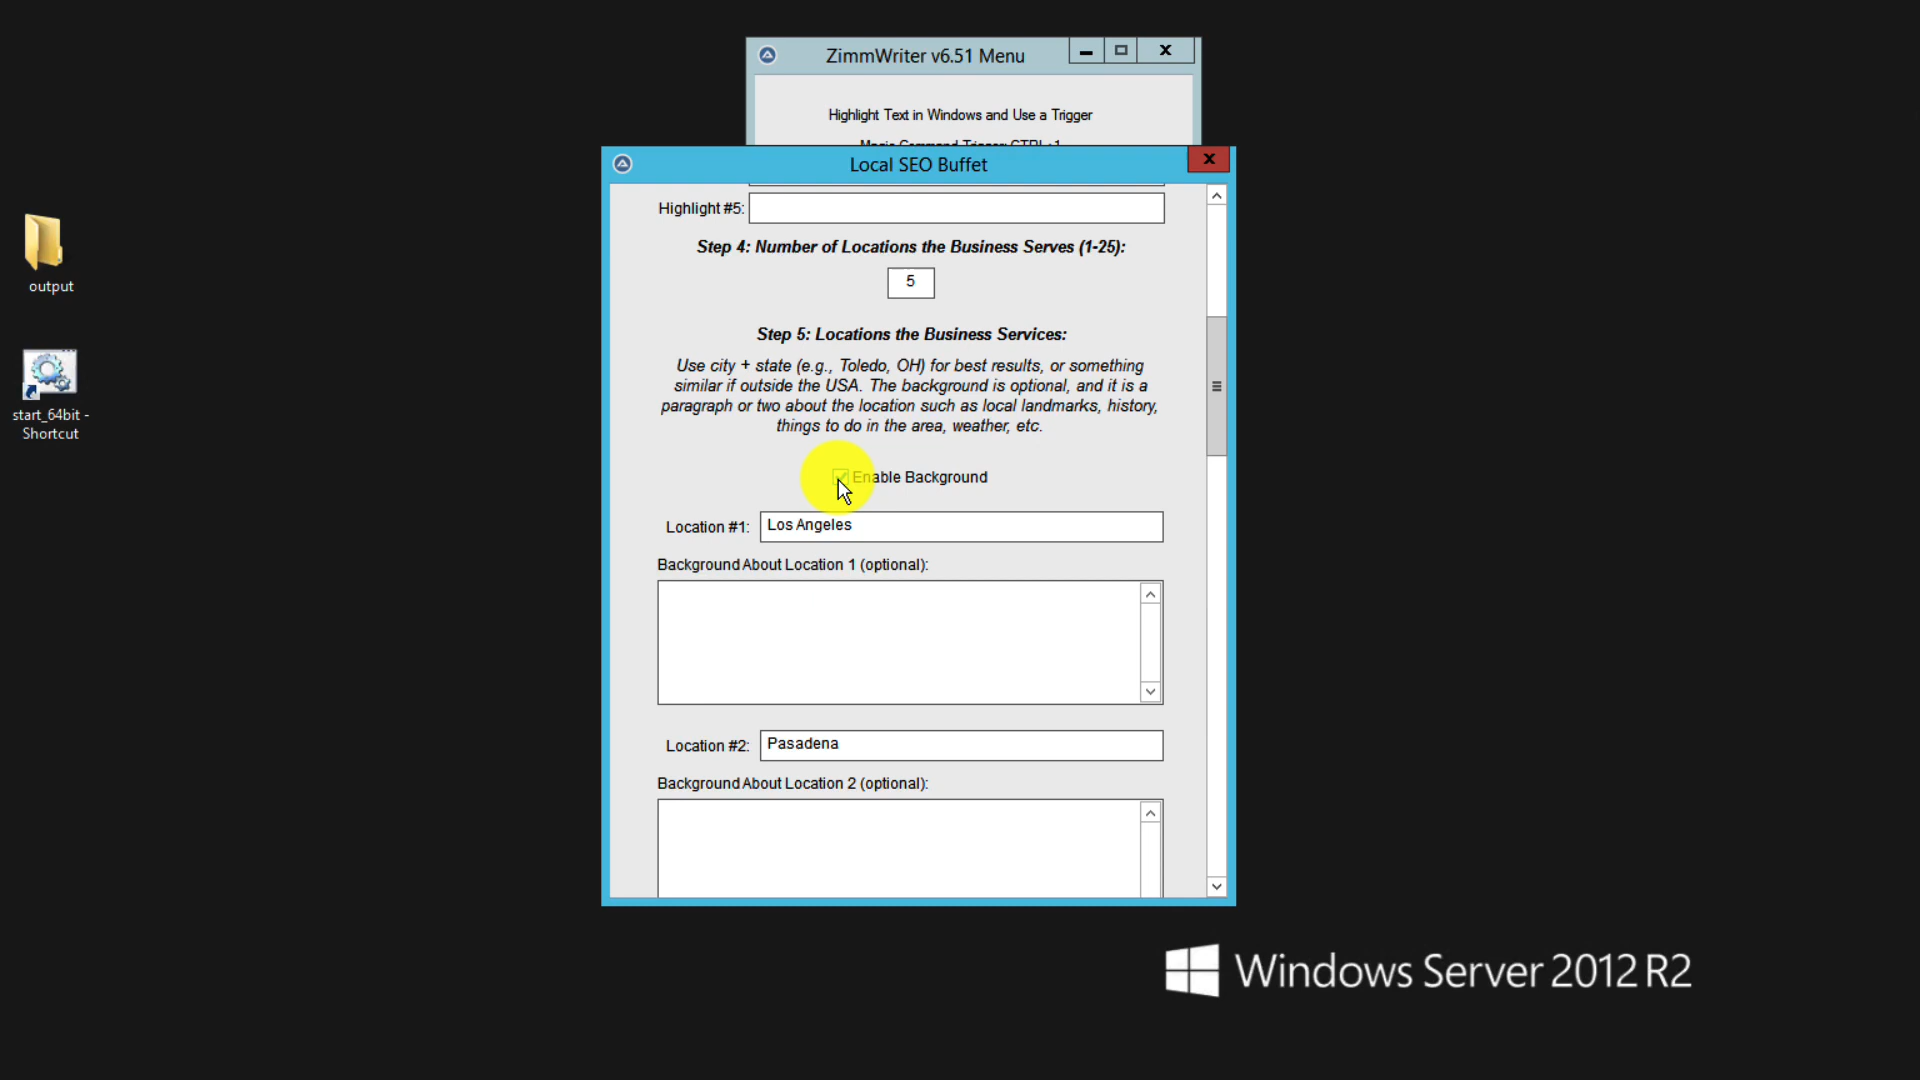 ZimmWriter v6.51 Menu
Highlight Text in Windows and Use a Trigger
Magic Command Trigger: CTRL+1
Local SEO Buffet
Highlight #5:
Step 4: Number of Locations the Business Serves (1-25):
5
Step 5: Locations the Business Services:
Use city + state (e.g., Toledo, OH) for best results, or something
similar if outside the USA. The background is optional, and it is a
paragraph or two about the location such as local landmarks, history,
things to do in the area, weather, etc.
Enable Background
Location #1:
Los Angeles
Background About Location 1 (optional):
Location #2:
Pasadena
Background About Location 2 (optional):
output
start_64bit -
Shortcut
Windows Server 2012 R2